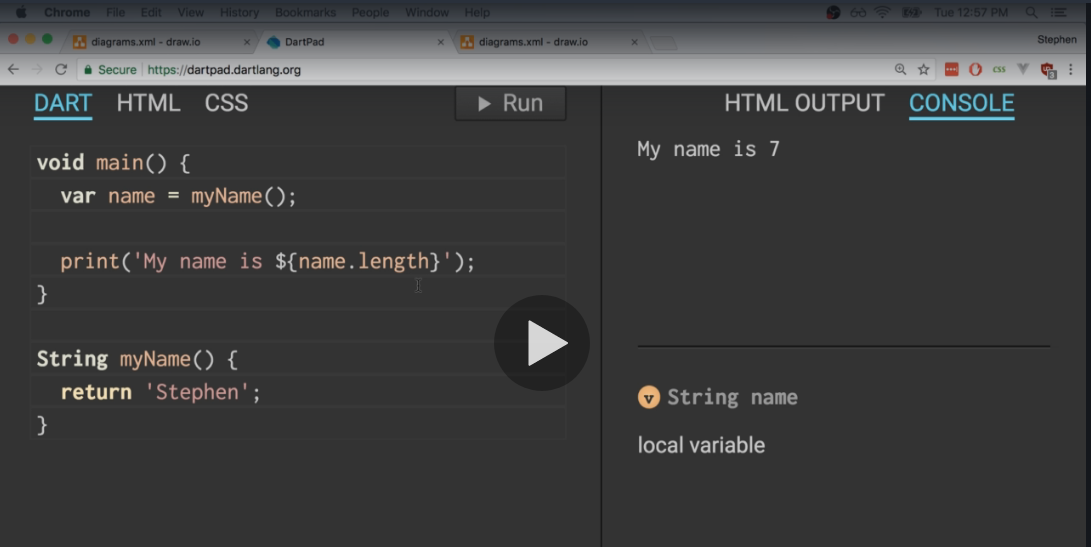 Chrome File Edit View History Bookmarks People Window Help Tue 12:57 PM
diagrams.xml - draw.io × DartPad × diagrams.xml - draw.io × Stephen
Secure https://dartpad.dartlang.org css 3
DART HTML CSS Run HTML OUTPUT CONSOLE
void main() {
var name = myName();
print('My name is ${name.length}');
}
String myName() {
return 'Stephen';
}
My name is 7
v String name
local variable